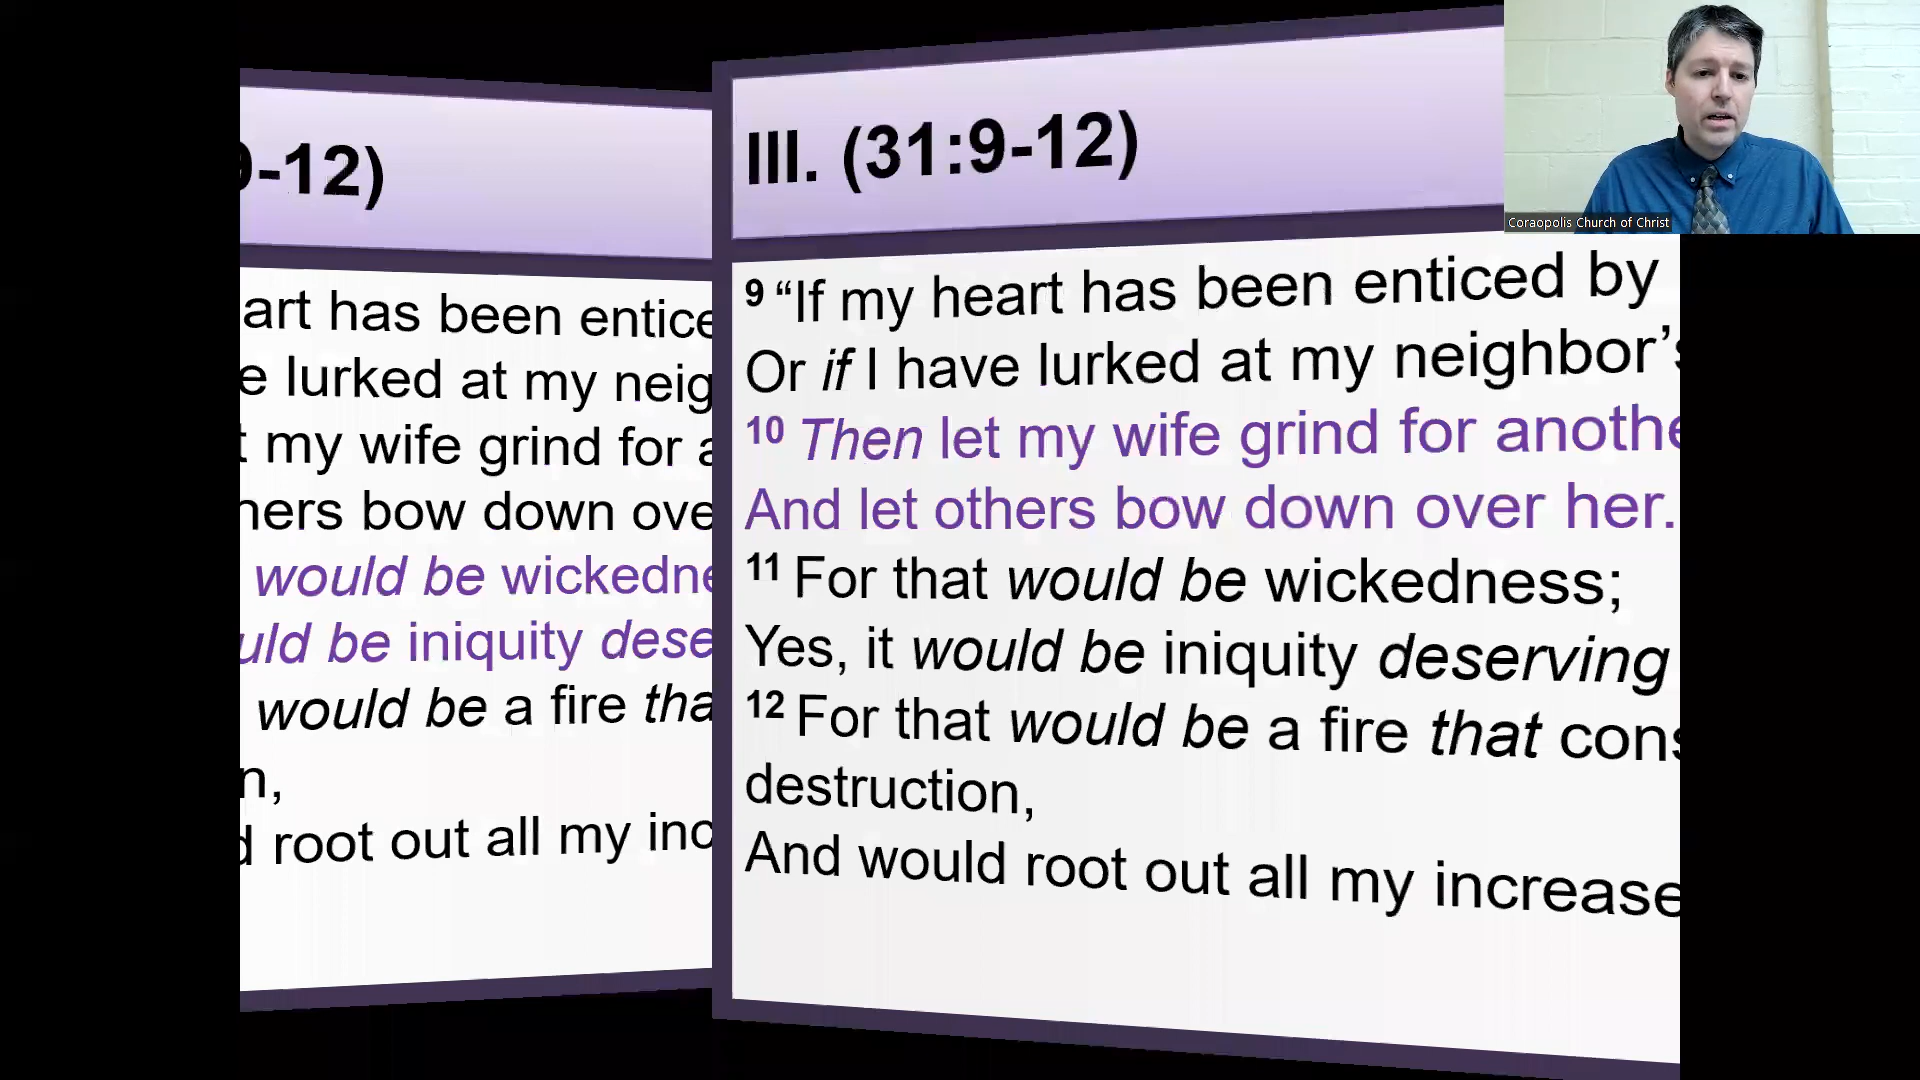 9-12)
art has been entice
e lurked at my neig
t my wife grind for a
hers bow down ove
would be wickedne
uld be iniquity dese
would be a fire tha
n,
d root out all my inc
III. (31:9-12)
9 “If my heart has been enticed by
Or if I have lurked at my neighbor’s
10 Then let my wife grind for anothe
And let others bow down over her.
11 For that would be wickedness;
Yes, it would be iniquity deserving
12 For that would be a fire that cons
destruction,
And would root out all my increase
Coraopolis Church of Christ